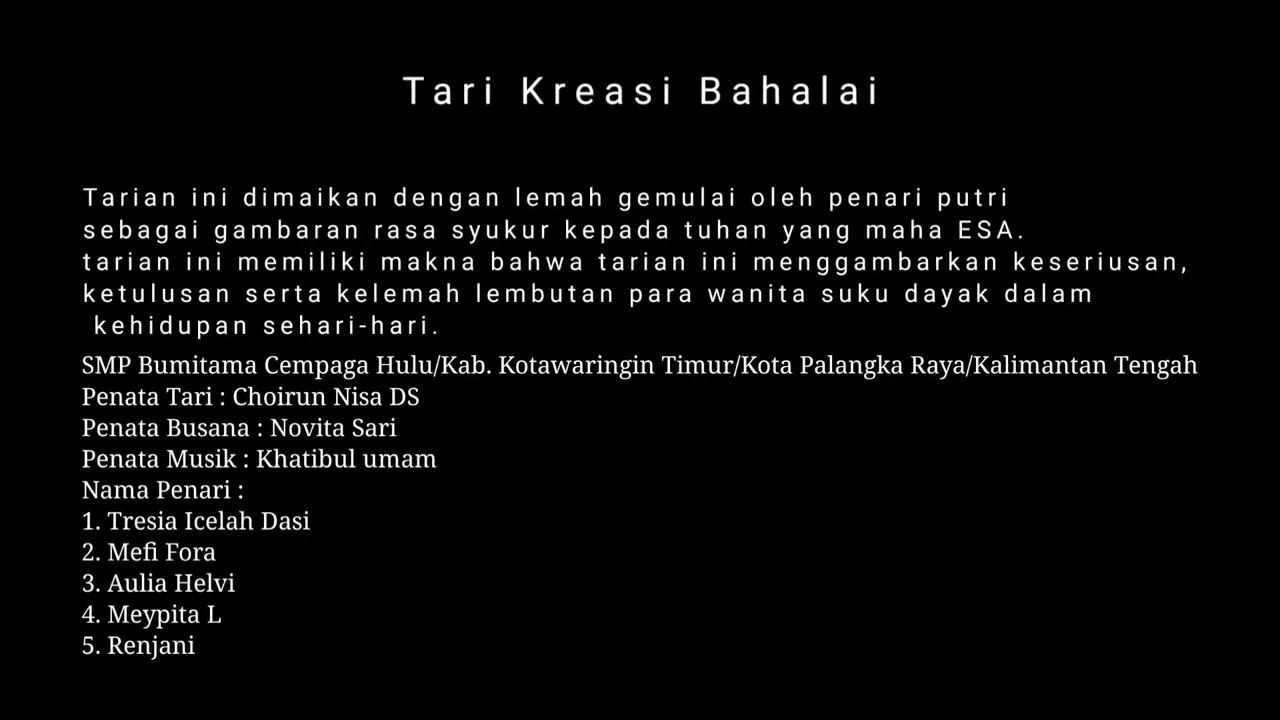 Tari Kreasi Bahalai
Tarian ini dimaikan dengan lemah gemulai oleh penari putri
sebagai gambaran rasa syukur kepada tuhan yang maha ESA.
tarian ini memiliki makna bahwa tarian ini menggambarkan keseriusan,
ketulusan serta kelemah lembutan para wanita suku dayak dalam
kehidupan sehari-hari.
SMP Bumitama Cempaga Hulu/Kab. Kotawaringin Timur/Kota Palangka Raya/Kalimantan Tengah
Penata Tari : Choirun Nisa DS
Penata Busana : Novita Sari
Penata Musik : Khatibul umam
Nama Penari :
1. Tresia Icelah Dasi
2. Mefi Fora
3. Aulia Helvi
4. Meypita L
5. Renjani